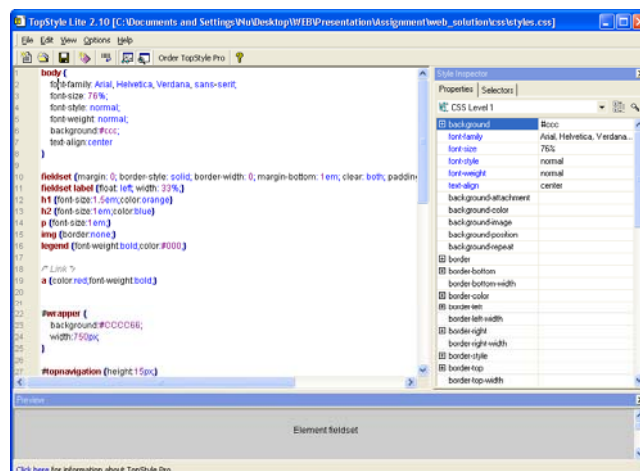 TopStyle Lite 2.10 [C:\Documents and Settings\Nu\Desktop\WEB\Presentation\Assignment\web_solution\css\styles.css]
File Edit View Options Help
Order TopStyle Pro
1 body {
2 font-family: Arial, Helvetica, Verdana, sans-serif;
3 font-size: 76%;
4 font-style: normal;
5 font-weight: normal;
6 background:#ccc;
7 text-align:center
8 }
9
10 fieldset {margin: 0; border-style: solid; border-width: 0; margin-bottom: 1em; clear: both; padding
11 fieldset label {float: left; width: 33%;}
12 h1 {font-size:1.5em;color:orange}
13 h2 {font-size:1em;color:blue}
14 p {font-size:1em;}
15 img {border:none;}
16 legend {font-weight:bold;color:#000;}
17
18 /* Link */
19 a {color:red;font-weight:bold;}
20
21
22 #wrapper {
23 background:#CCCC66;
24 width:750px;
25 }
26
27 #topnavigation {height:15px;}
Style Inspector
Properties Selectors
CSS Level 1
background #ccc
font-family Arial, Helvetica, Verdana...
font-size 76%
font-style normal
font-weight normal
text-align center
background-attachment
background-color
background-image
background-position
background-repeat
border
border-bottom
border-bottom-width
border-color
border-left
border-left-width
border-right
border-right-width
border-style
border-top
border-top-width
Preview
Element fieldset
Click here for information about TopStyle Pro